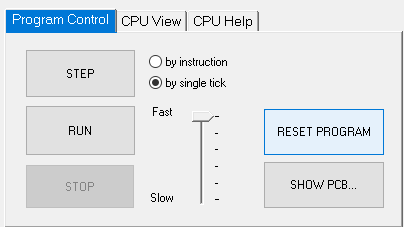 Program Control CPU View CPU Help
STEP
by instruction
by single tick
RUN
Fast
RESET PROGRAM
STOP
Slow
SHOW PCB...